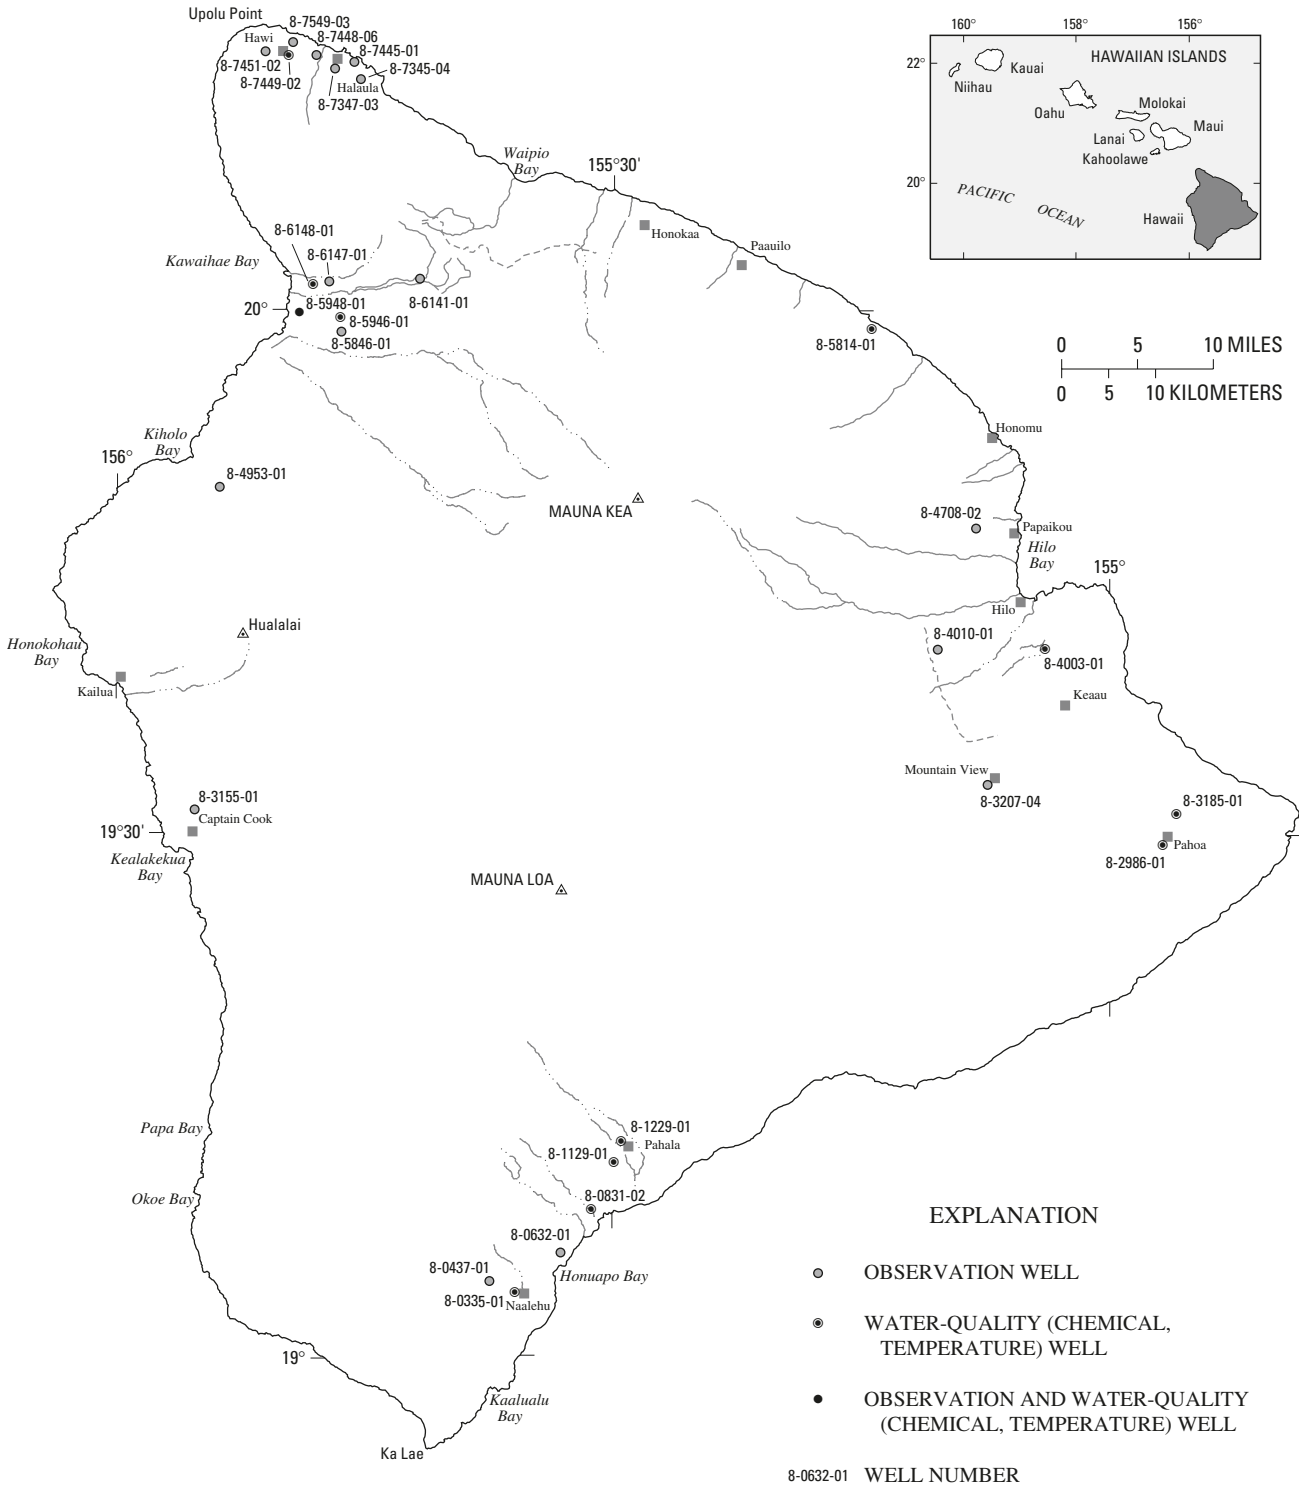 Upolu Point
8-7549-03
Hawi
8-7448-06
8-7445-01
8-7451-02
8-7449-02
8-7345-04
Halaula
8-7347-03
160°
158°
156°
22°
20°
HAWAIIAN ISLANDS
Kauai
Niihau
Oahu
Molokai
Lanai
Maui
Kahoolawe
PACIFIC OCEAN
Hawaii
Waipio
Bay
155°30'
Honokaa
Paauilo
8-6148-01
8-6147-01
Kawaihae Bay
20°
8-5948-01
8-6141-01
8-5946-01
8-5846-01
8-5814-01
0 5 10 MILES
0 5 10 KILOMETERS
Kiholo
Bay
156°
8-4953-01
Honomu
MAUNA KEA
8-4708-02
Papaikou
Hilo
Bay
155°
Hilo
Hualalai
Honokohau
Bay
Kailua
8-4010-01
8-4003-01
Keaau
Mountain View
8-3207-04
8-3155-01
Captain Cook
19°30'
Kealakekua
Bay
8-3185-01
Pahoa
8-2986-01
MAUNA LOA
Papa Bay
8-1229-01
Pahala
8-1129-01
Okoe Bay
8-0831-02
8-0632-01
8-0437-01
Honuapo Bay
8-0335-01
Naalehu
19°
Kaalualu
Bay
Ka Lae
EXPLANATION
OBSERVATION WELL
WATER-QUALITY (CHEMICAL,
TEMPERATURE) WELL
OBSERVATION AND WATER-QUALITY
(CHEMICAL, TEMPERATURE) WELL
8-0632-01 WELL NUMBER